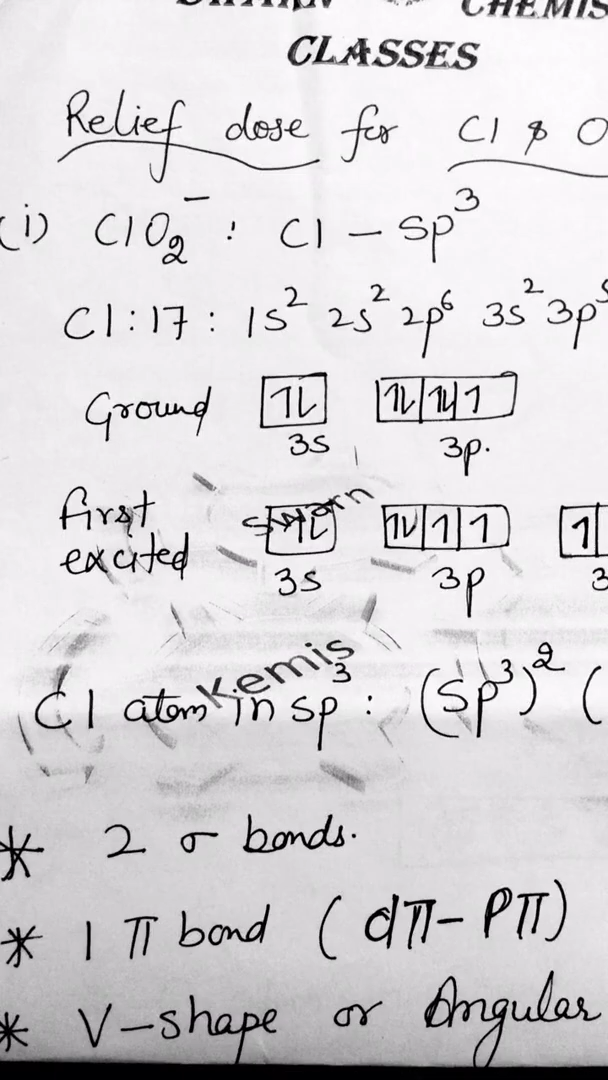 CLASSES
Relief dose for Cl & O
(i) ClO₂⁻ : Cl – sp³
Cl : 17 : 1s² 2s² 2p⁶ 3s² 3p⁵
Ground ⥮ ⥮ ⥮ ↿
3s 3p.
first excited ⥮ ⥮ ↿ ↿ ↿
3s 3p 3
Swarn
Kemis
Cl atom in sp³ : (sp³)² (
* 2 σ bonds.
* 1 π bond ( dπ – pπ )
* V – shape or Angular